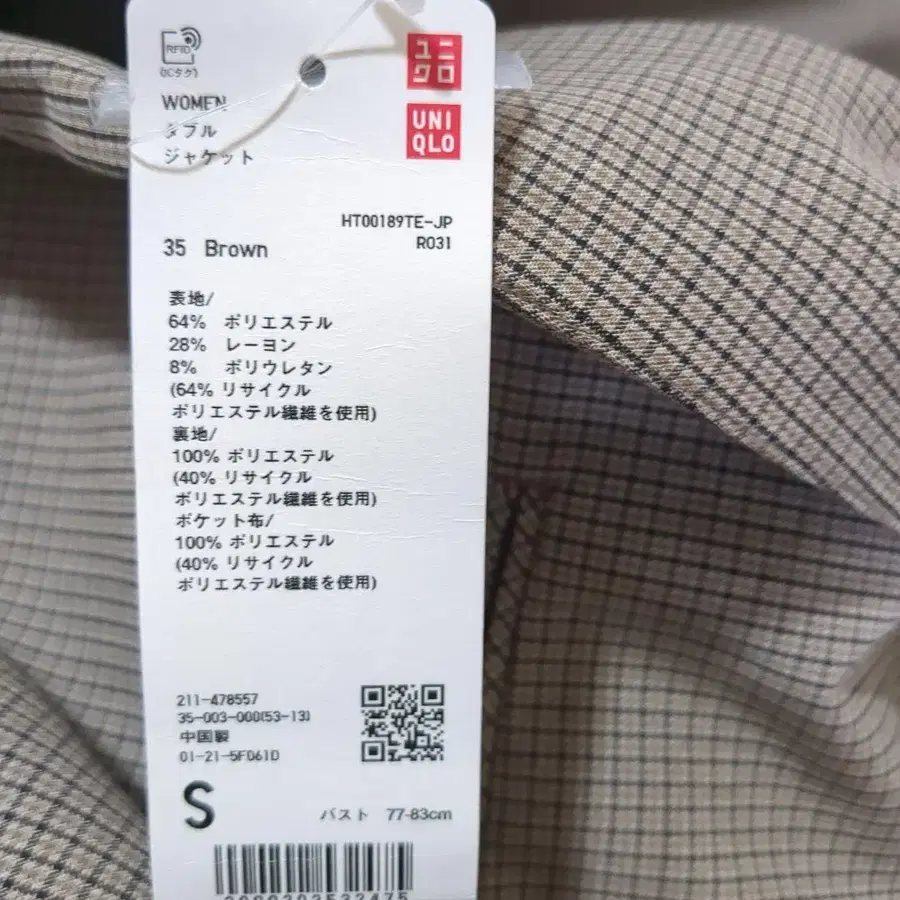 RFID
(ICタグ)
ユニ
クロ
UNI
QLO
WOMEN
ダブル
ジャケット
HT00189TE-JP
R031
35 Brown
表地/
64% ポリエステル
28% レーヨン
8% ポリウレタン
(64% リサイクル
ポリエステル繊維を使用)
裏地/
100% ポリエステル
(40% リサイクル
ポリエステル繊維を使用)
ポケット布/
100% ポリエステル
(40% リサイクル
ポリエステル繊維を使用)
211-478557
35-003-000(53-13)
中国製
01-21-5F061D
S
バスト 77-83cm